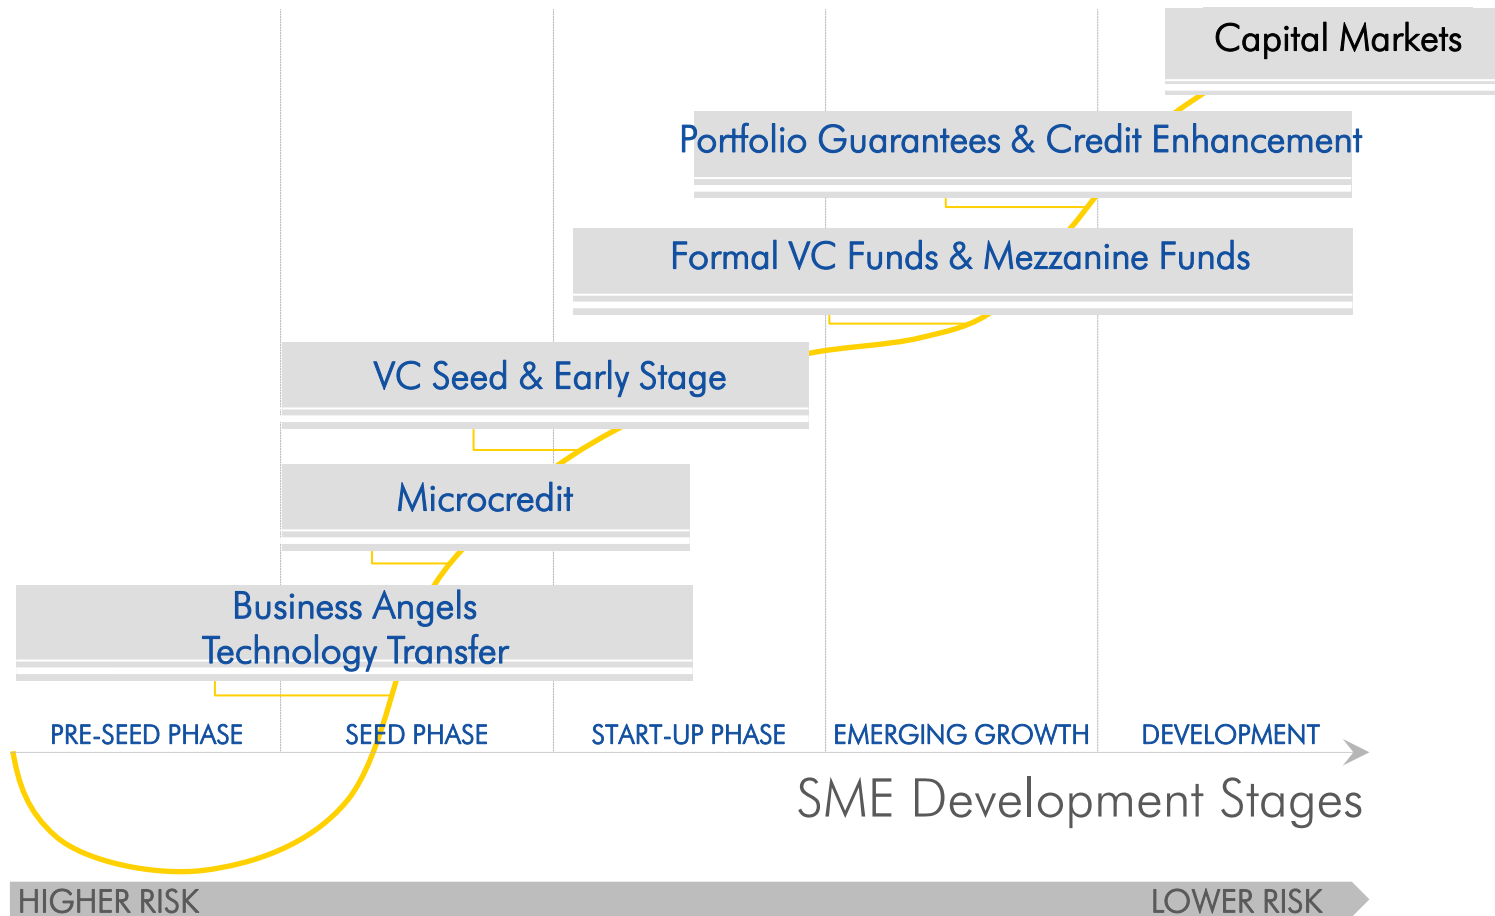 Capital Markets
Portfolio Guarantees & Credit Enhancement
Formal VC Funds & Mezzanine Funds
VC Seed & Early Stage
Microcredit
Business Angels
Technology Transfer
PRE-SEED PHASE
SEED PHASE
START-UP PHASE
EMERGING GROWTH
DEVELOPMENT
SME Development Stages
HIGHER RISK
LOWER RISK